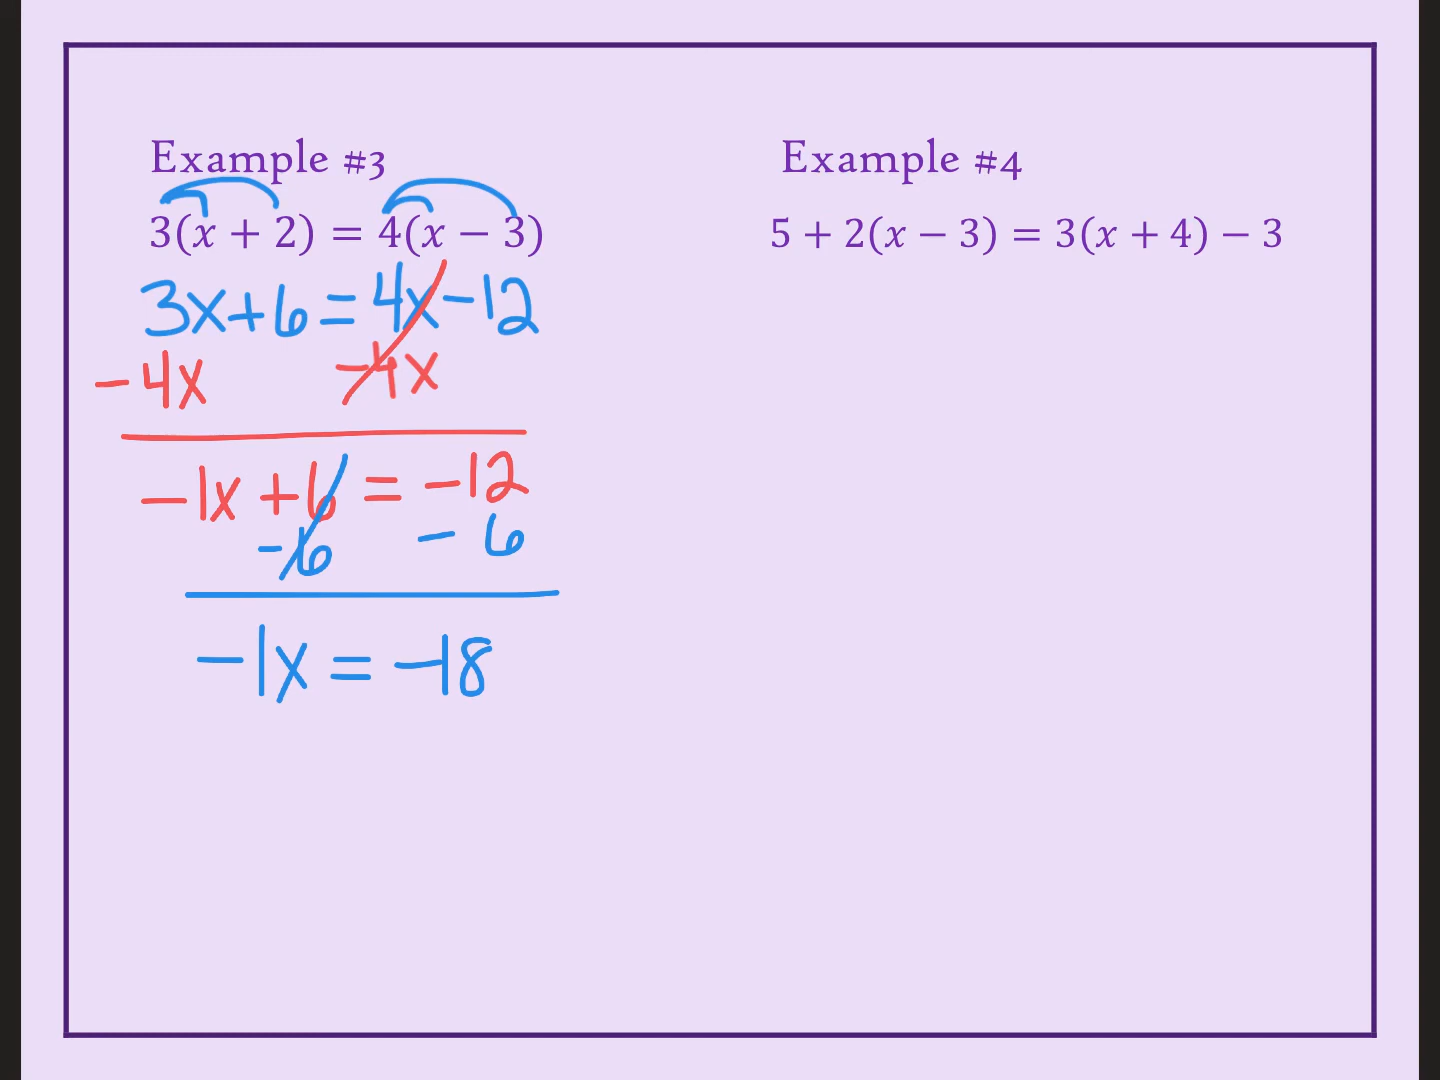 Example #3
3(x + 2) = 4(x − 3)
3x+6=4x-12
-4x -4x
-1x+6=-12
-6 -6
-1x=-18
Example #4
5 + 2(x − 3) = 3(x + 4) − 3